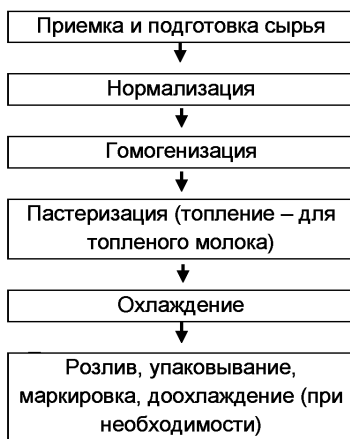 Приемка и подготовка сырья
Нормализация
Гомогенизация
Пастеризация (топление – для
топленого молока)
Охлаждение
Розлив, упаковывание,
маркировка, доохлаждение (при
необходимости)